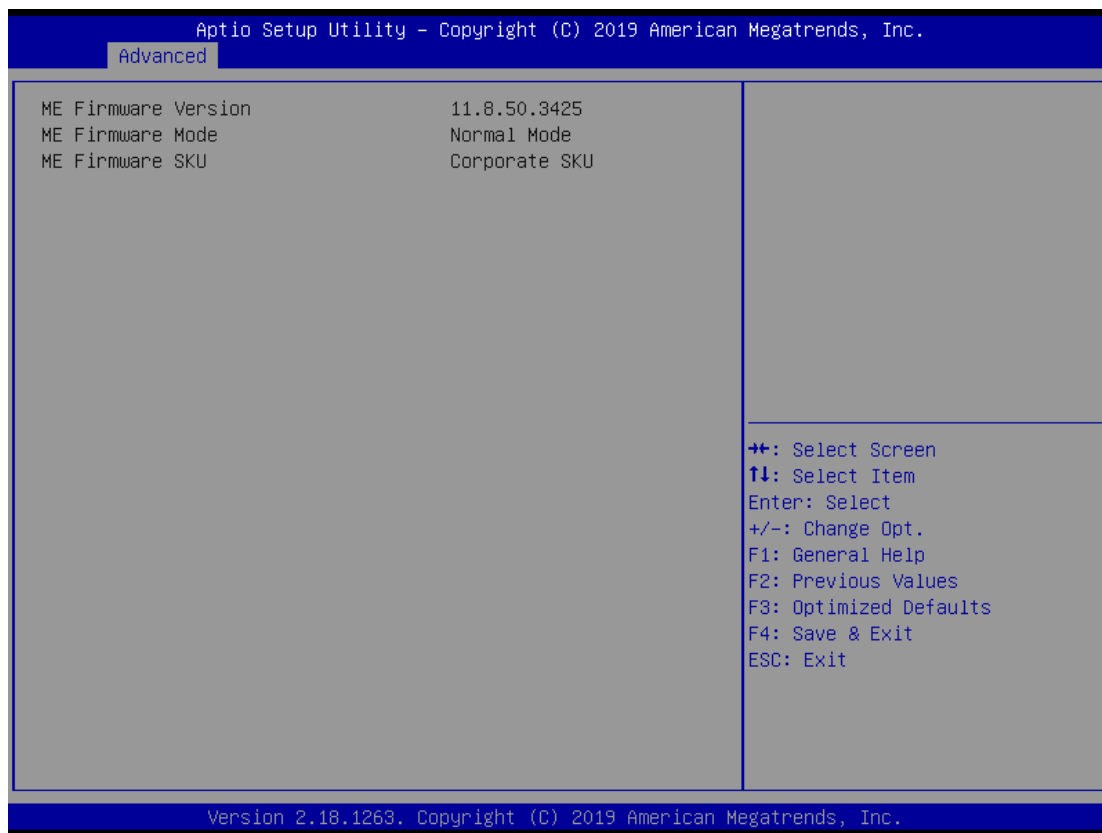 Aptio Setup Utility – Copyright (C) 2019 American Megatrends, Inc.
Advanced
ME Firmware Version 11.8.50.3425
ME Firmware Mode Normal Mode
ME Firmware SKU Corporate SKU
→←: Select Screen
↑↓: Select Item
Enter: Select
+/-: Change Opt.
F1: General Help
F2: Previous Values
F3: Optimized Defaults
F4: Save & Exit
ESC: Exit
Version 2.18.1263. Copyright (C) 2019 American Megatrends, Inc.